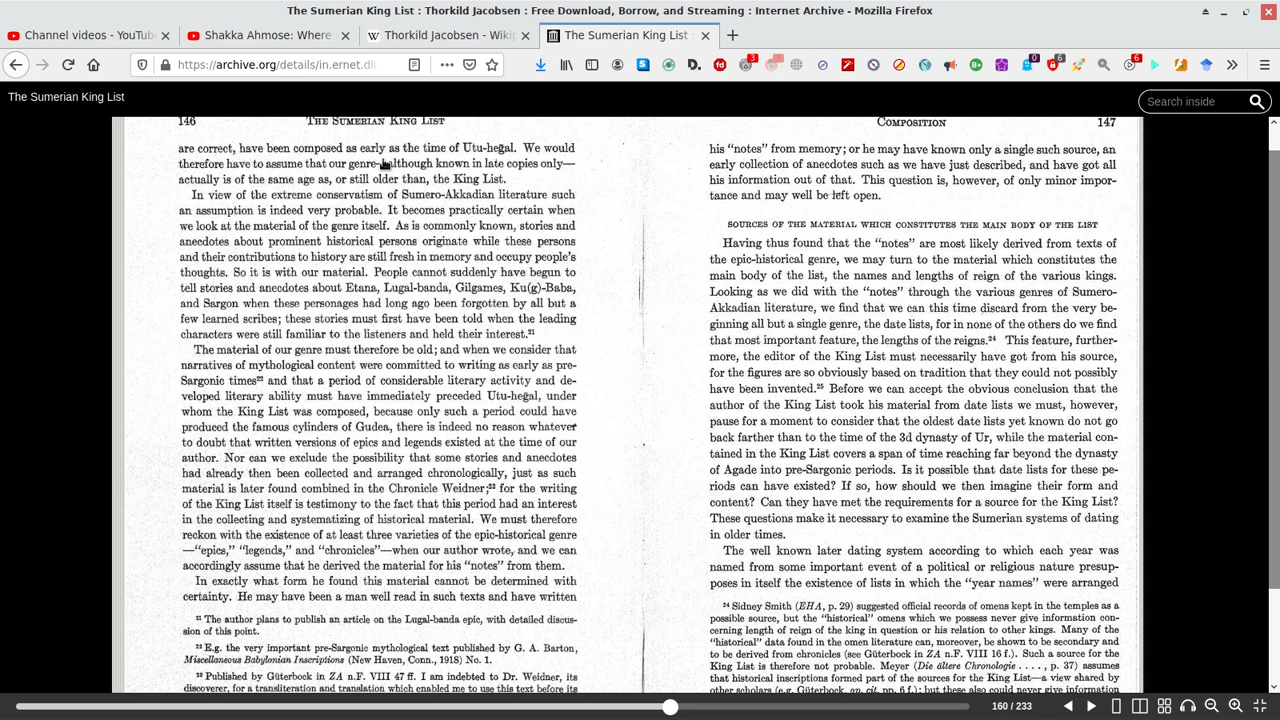 The Sumerian King List : Thorkild Jacobsen : Free Download, Borrow, and Streaming : Internet Archive - Mozilla Firefox
Channel videos - YouTub
Shakka Ahmose: Where
Thorkild Jacobsen - Wikip
The Sumerian King List :
https://archive.org/details/in.ernet.dli
The Sumerian King List
Search inside
146 THE SUMERIAN KING LIST
are correct, have been composed as early as the time of Utu-heğal. We would
therefore have to assume that our genre—although known in late copies only—
actually is of the same age as, or still older than, the King List.
In view of the extreme conservatism of Sumero-Akkadian literature such
an assumption is indeed very probable. It becomes practically certain when
we look at the material of the genre itself. As is commonly known, stories and
anecdotes about prominent historical persons originate while these persons
and their contributions to history are still fresh in memory and occupy people's
thoughts. So it is with our material. People cannot suddenly have begun to
tell stories and anecdotes about Etana, Lugal-banda, Gilgames, Ku(g)-Baba,
and Sargon when these personages had long ago been forgotten by all but a
few learned scribes; these stories must first have been told when the leading
characters were still familiar to the listeners and held their interest.²¹
The material of our genre must therefore be old; and when we consider that
narratives of mythological content were committed to writing as early as pre-
Sargonic times²² and that a period of considerable literary activity and de-
veloped literary ability must have immediately preceded Utu-heğal, under
whom the King List was composed, because only such a period could have
produced the famous cylinders of Gudea, there is indeed no reason whatever
to doubt that written versions of epics and legends existed at the time of our
author. Nor can we exclude the possibility that some stories and anecdotes
had already then been collected and arranged chronologically, just as such
material is later found combined in the Chronicle Weidner;²³ for the writing
of the King List itself is testimony to the fact that this period had an interest
in the collecting and systematizing of historical material. We must therefore
reckon with the existence of at least three varieties of the epic-historical genre
—"epics," "legends," and "chronicles"—when our author wrote, and we can
accordingly assume that he derived the material for his "notes" from them.
In exactly what form he found this material cannot be determined with
certainty. He may have been a man well read in such texts and have written
²¹ The author plans to publish an article on the Lugal-banda epic, with detailed discus-
sion of this point.
²² E.g. the very important pre-Sargonic mythological text published by G. A. Barton,
Miscellaneous Babylonian Inscriptions (New Haven, Conn., 1918) No. 1.
²³ Published by Güterbock in ZA n.F. VIII 47 ff. I am indebted to Dr. Weidner, its
discoverer, for a transliteration and translation which enabled me to use this text before its
COMPOSITION 147
his "notes" from memory; or he may have known only a single such source, an
early collection of anecdotes such as we have just described, and have got all
his information out of that. This question is, however, of only minor impor-
tance and may well be left open.
SOURCES OF THE MATERIAL WHICH CONSTITUTES THE MAIN BODY OF THE LIST
Having thus found that the "notes" are most likely derived from texts of
the epic-historical genre, we may turn to the material which constitutes the
main body of the list, the names and lengths of reign of the various kings.
Looking as we did with the "notes" through the various genres of Sumero-
Akkadian literature, we find that we can this time discard from the very be-
ginning all but a single genre, the date lists, for in none of the others do we find
that most important feature, the lengths of the reigns.²⁴ This feature, further-
more, the editor of the King List must necessarily have got from his source,
for the figures are so obviously based on tradition that they could not possibly
have been invented.²⁵ Before we can accept the obvious conclusion that the
author of the King List took his material from date lists we must, however,
pause for a moment to consider that the oldest date lists yet known do not go
back farther than to the time of the 3d dynasty of Ur, while the material con-
tained in the King List covers a span of time reaching far beyond the dynasty
of Agade into pre-Sargonic periods. Is it possible that date lists for these pe-
riods can have existed? If so, how should we then imagine their form and
content? Can they have met the requirements for a source for the King List?
These questions make it necessary to examine the Sumerian systems of dating
in older times.
The well known later dating system according to which each year was
named from some important event of a political or religious nature presup-
poses in itself the existence of lists in which the "year names" were arranged
²⁴ Sidney Smith (EHA, p. 29) suggested official records of omens kept in the temples as a
possible source, but the "historical" omens which we possess never give information con-
cerning length of reign of the king in question or his relation to other kings. Many of the
"historical" data found in the omen literature can, moreover, be shown to be secondary and
to be derived from chronicles (see Güterbock in ZA n.F. VIII 16 f.). Such a source for the
King List is therefore not probable. Meyer (Die ältere Chronologie . . . . , p. 37) assumes
that historical inscriptions formed part of the sources for the King List—a view shared by
other scholars (e.g. Güterbock, op. cit. pp. 6 f.); but these also could never give information
160 / 233